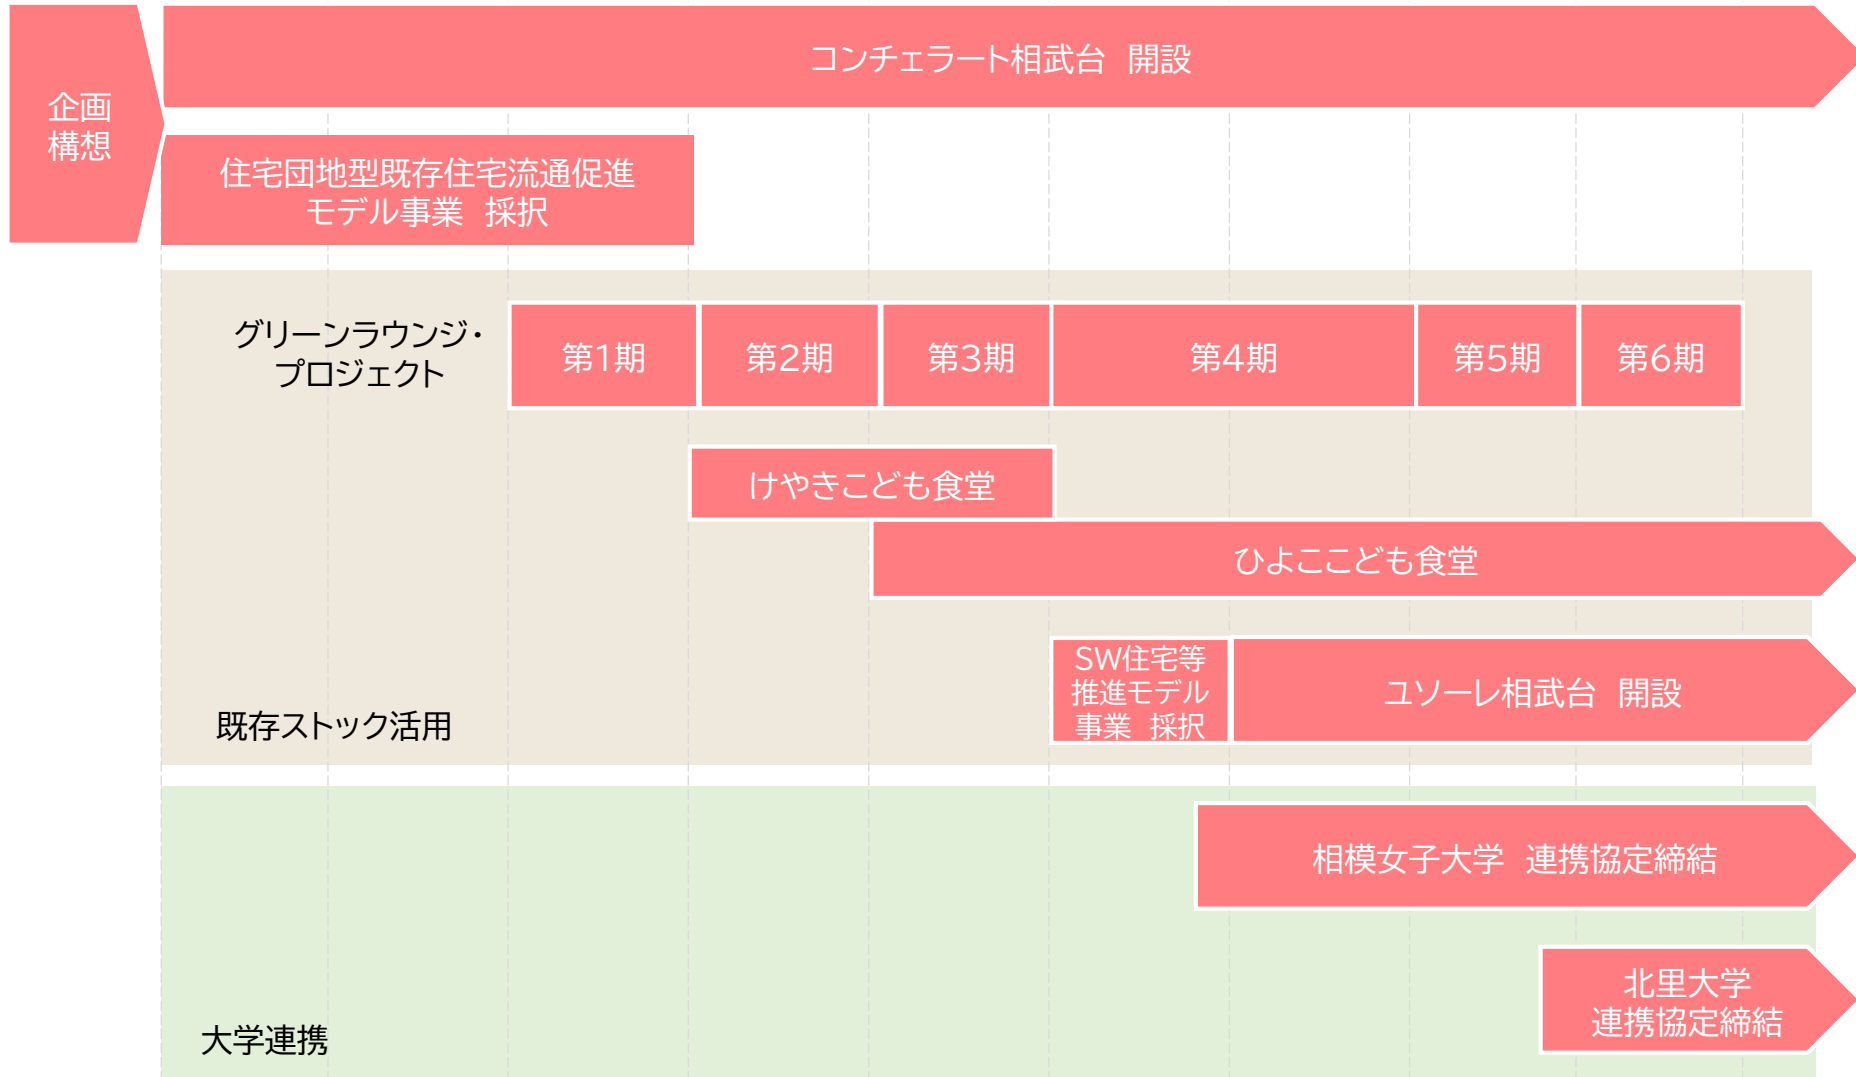 企画
構想
コンチェラート相武台　開設
住宅団地型既存住宅流通促進
モデル事業　採択
グリーンラウンジ・
プロジェクト
第1期
第2期
第3期
第4期
第5期
第6期
けやきこども食堂
ひよここども食堂
SW住宅等
推進モデル
事業　採択
ユソーレ相武台　開設
既存ストック活用
相模女子大学　連携協定締結
北里大学
連携協定締結
大学連携